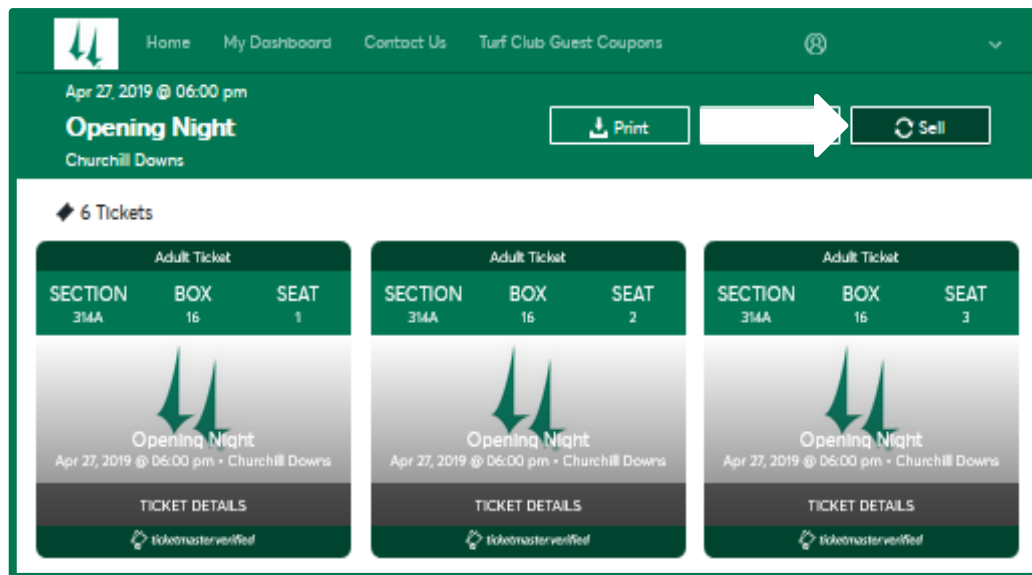 Home My Dashboard Contact Us Turf Club Guest Coupons
Apr 27, 2019 @ 06:00 pm
Opening Night
Churchill Downs
Print Sell
6 Tickets
Adult Ticket Adult Ticket Adult Ticket
SECTION BOX SEAT SECTION BOX SEAT SECTION BOX SEAT
314A 16 1 314A 16 2 314A 16 3
Opening Night Opening Night Opening Night
Apr 27, 2019 @ 06:00 pm • Churchill Downs Apr 27, 2019 @ 06:00 pm • Churchill Downs Apr 27, 2019 @ 06:00 pm • Churchill Downs
TICKET DETAILS TICKET DETAILS TICKET DETAILS
ticketmasterverified ticketmasterverified ticketmasterverified